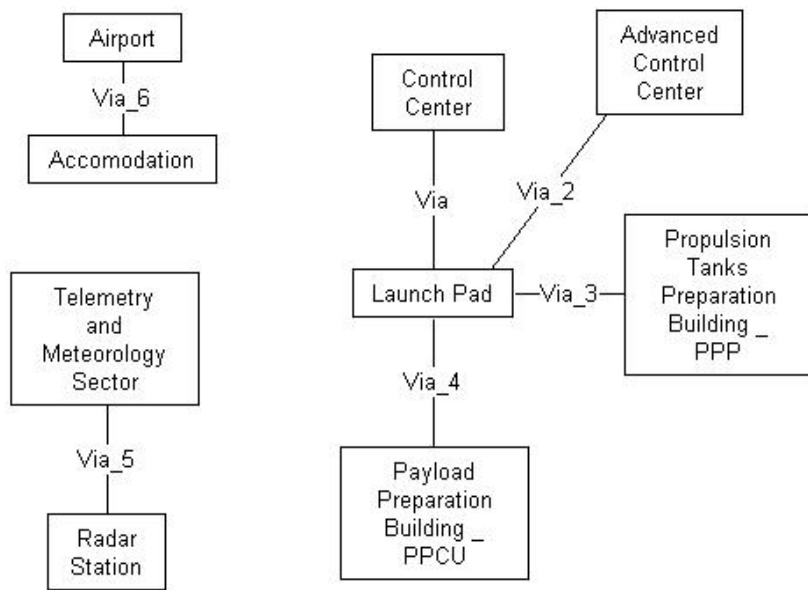 Airport
Via_6
Accomodation
Control
Center
Advanced
Control
Center
Via
Via_2
Launch Pad
Via_3
Propulsion
Tanks
Preparation
Building _
PPP
Via_4
Payload
Preparation
Building _
PPCU
Telemetry
and
Meteorology
Sector
Via_5
Radar
Station